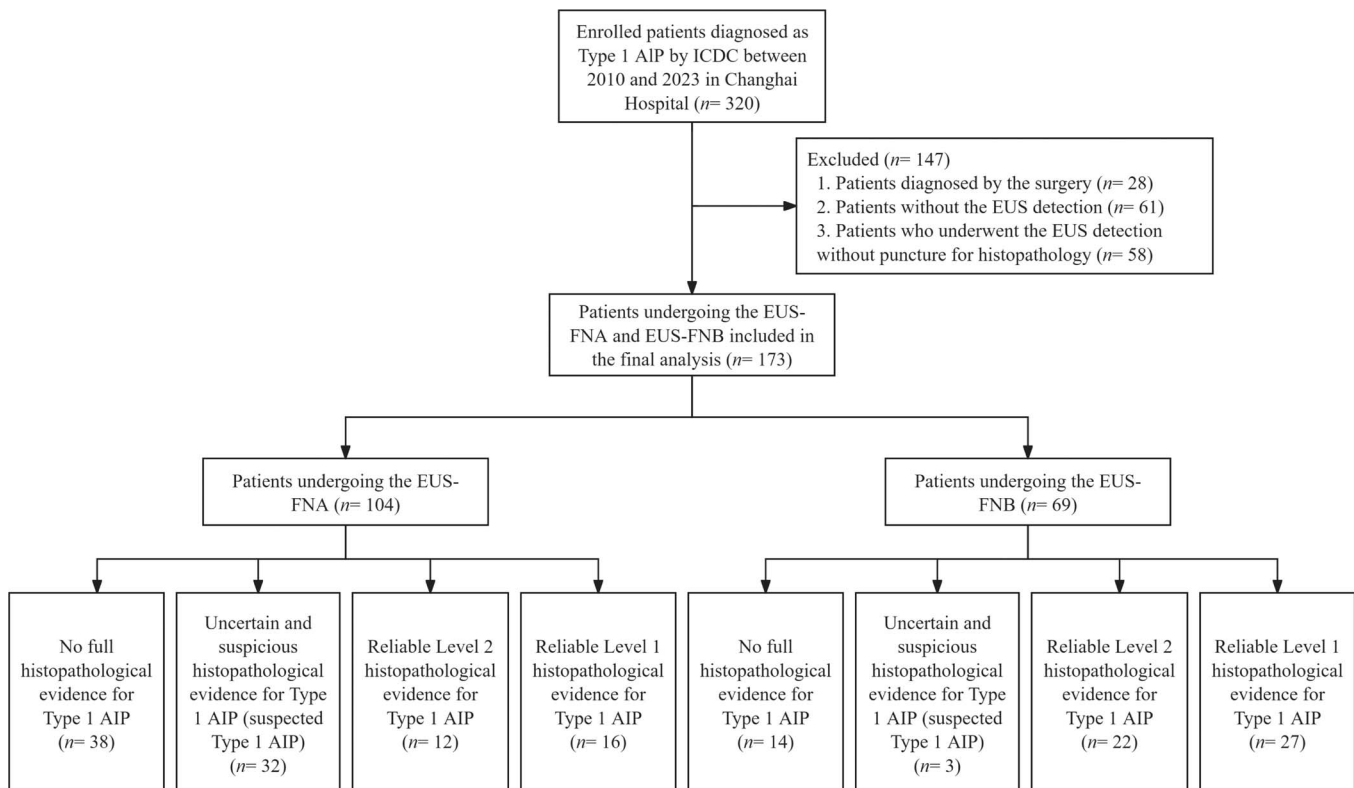 Enrolled patients diagnosed as
Type 1 AIP by ICDC between
2010 and 2023 in Changhai
Hospital (n= 320)
Excluded (n= 147)
1. Patients diagnosed by the surgery (n= 28)
2. Patients without the EUS detection (n= 61)
3. Patients who underwent the EUS detection
without puncture for histopathology (n= 58)
Patients undergoing the EUS-
FNA and EUS-FNB included in
the final analysis (n= 173)
Patients undergoing the EUS-
FNA (n= 104)
Patients undergoing the EUS-
FNB (n= 69)
No full
histopathological
evidence for
Type 1 AIP
(n= 38)
Uncertain and
suspicious
histopathological
evidence for Type
1 AIP (suspected
Type 1 AIP)
n= 32)
Reliable Level 2
histopathological
evidence for
Type 1 AIP
(n= 12)
Reliable Level 1
histopathological
evidence for
Type 1 AIP
(n= 16)
No full
histopathological
evidence for
Type 1 AIP
(n= 14)
Uncertain and
suspicious
histopathological
evidence for Type
1 AIP (suspected
Type 1 AIP)
(n= 3)
Reliable Level 2
histopathological
evidence for
Type 1 AIP
(n= 22)
Reliable Level 1
histopathological
evidence for
Type 1 AIP
(n= 27)